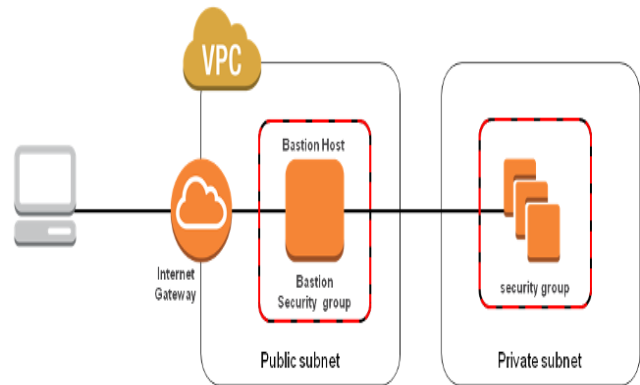 VPC
Bastion Host
Internet
Gateway
Bastion
Security group
security group
Public subnet
Private subnet